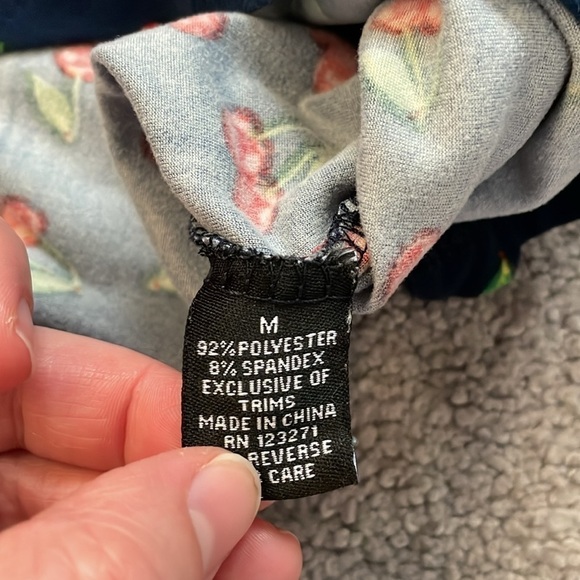 M
92% POLYESTER
8% SPANDEX
EXCLUSIVE OF
TRIMS
MADE IN CHINA
RN 123271
REVERSE
CARE